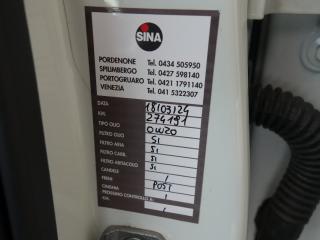 SINA
PORDENONE Tel. 0434 505950
SPILIMBERGO Tel. 0427 598140
PORTOGRUARO Tel. 0421 1791140
VENEZIA Tel. 041 5322307
DATA 18/03/24
KM. 274191
TIPO OLIO 0W20
FILTRO OLIO SI
FILTRO ARIA SI
FILTRO CARB. SI
FILTRO ABITACOLO SI
CANDELE /
FRENI POST
CINGHIA /
PROSSIMO CONTROLLO A:
KM. /